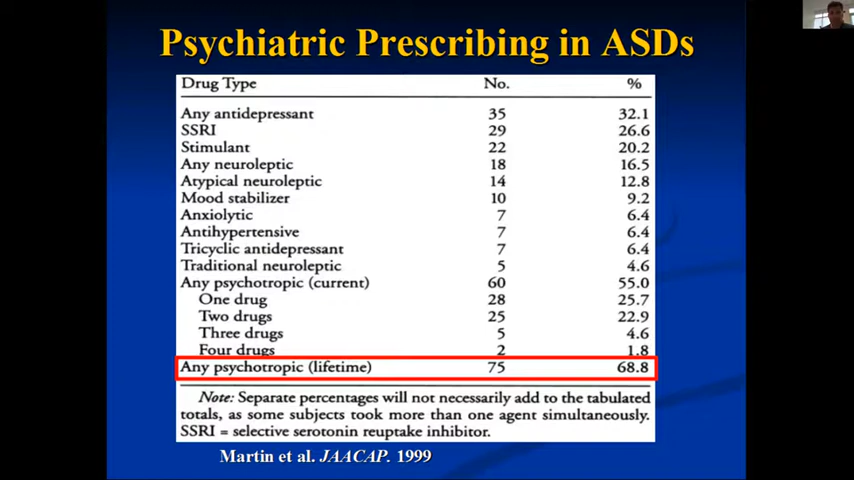 Psychiatric Prescribing in ASDs
Drug Type No. %
Any antidepressant 35 32.1
SSRI 29 26.6
Stimulant 22 20.2
Any neuroleptic 18 16.5
Atypical neuroleptic 14 12.8
Mood stabilizer 10 9.2
Anxiolytic 7 6.4
Antihypertensive 7 6.4
Tricyclic antidepressant 7 6.4
Traditional neuroleptic 5 4.6
Any psychotropic (current) 60 55.0
One drug 28 25.7
Two drugs 25 22.9
Three drugs 5 4.6
Four drugs 2 1.8
Any psychotropic (lifetime) 75 68.8
Note: Separate percentages will not necessarily add to the tabulated
totals, as some subjects took more than one agent simultaneously.
SSRI = selective serotonin reuptake inhibitor.
Martin et al. JAACAP. 1999